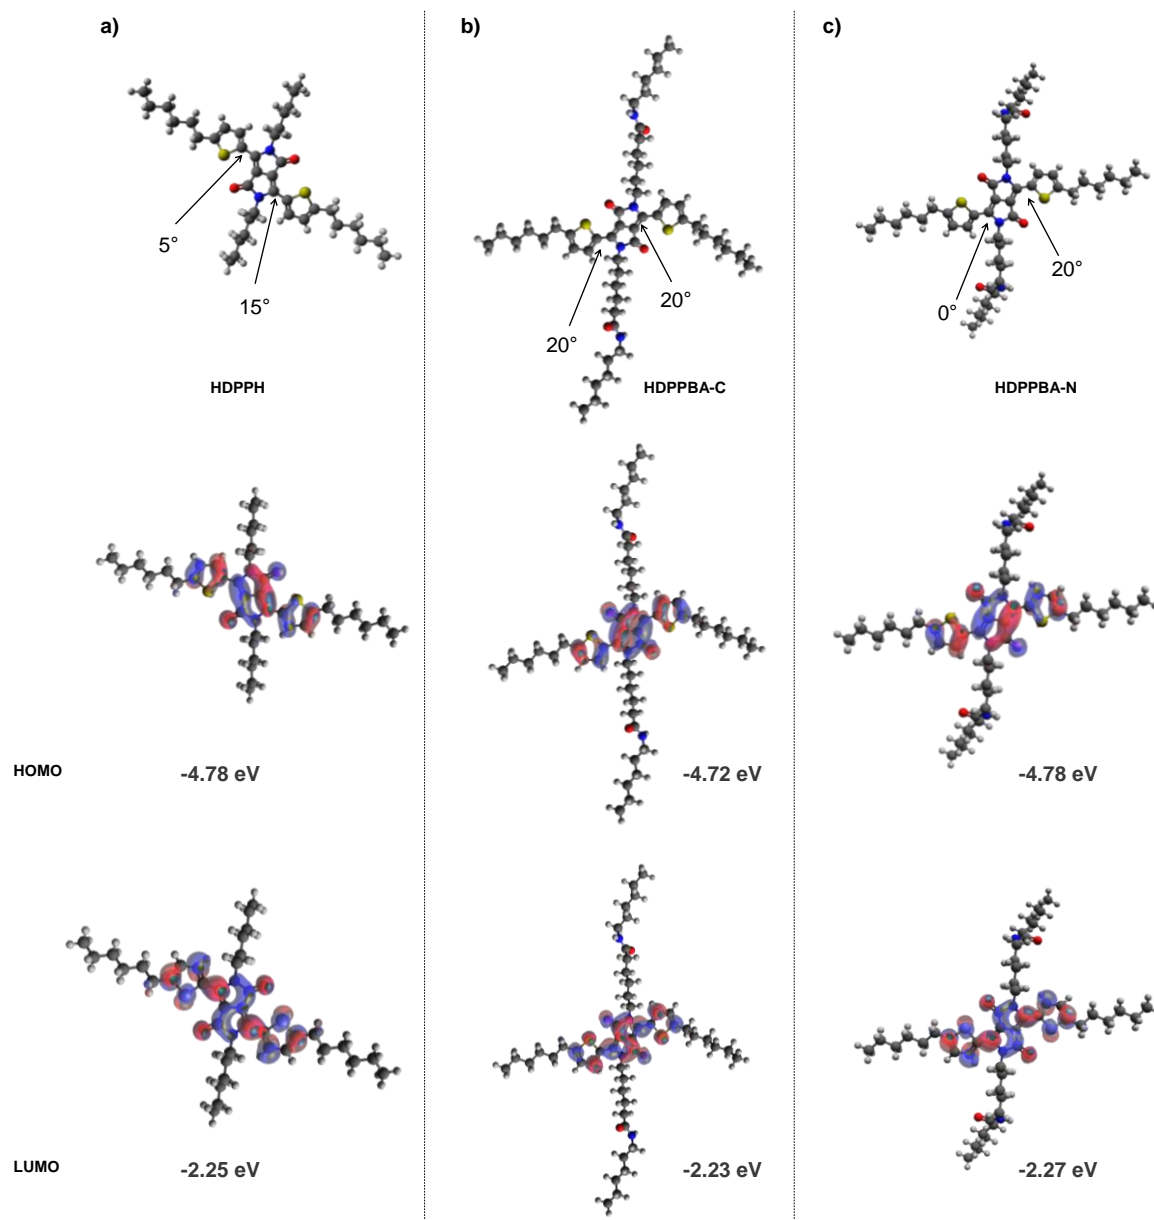 a)
b)
c)
5°
15°
20°
20°
0°
20°
HDPPH
HDPPBA-C
HDPPBA-N
HOMO
-4.78 eV
-4.72 eV
-4.78 eV
LUMO
-2.25 eV
-2.23 eV
-2.27 eV